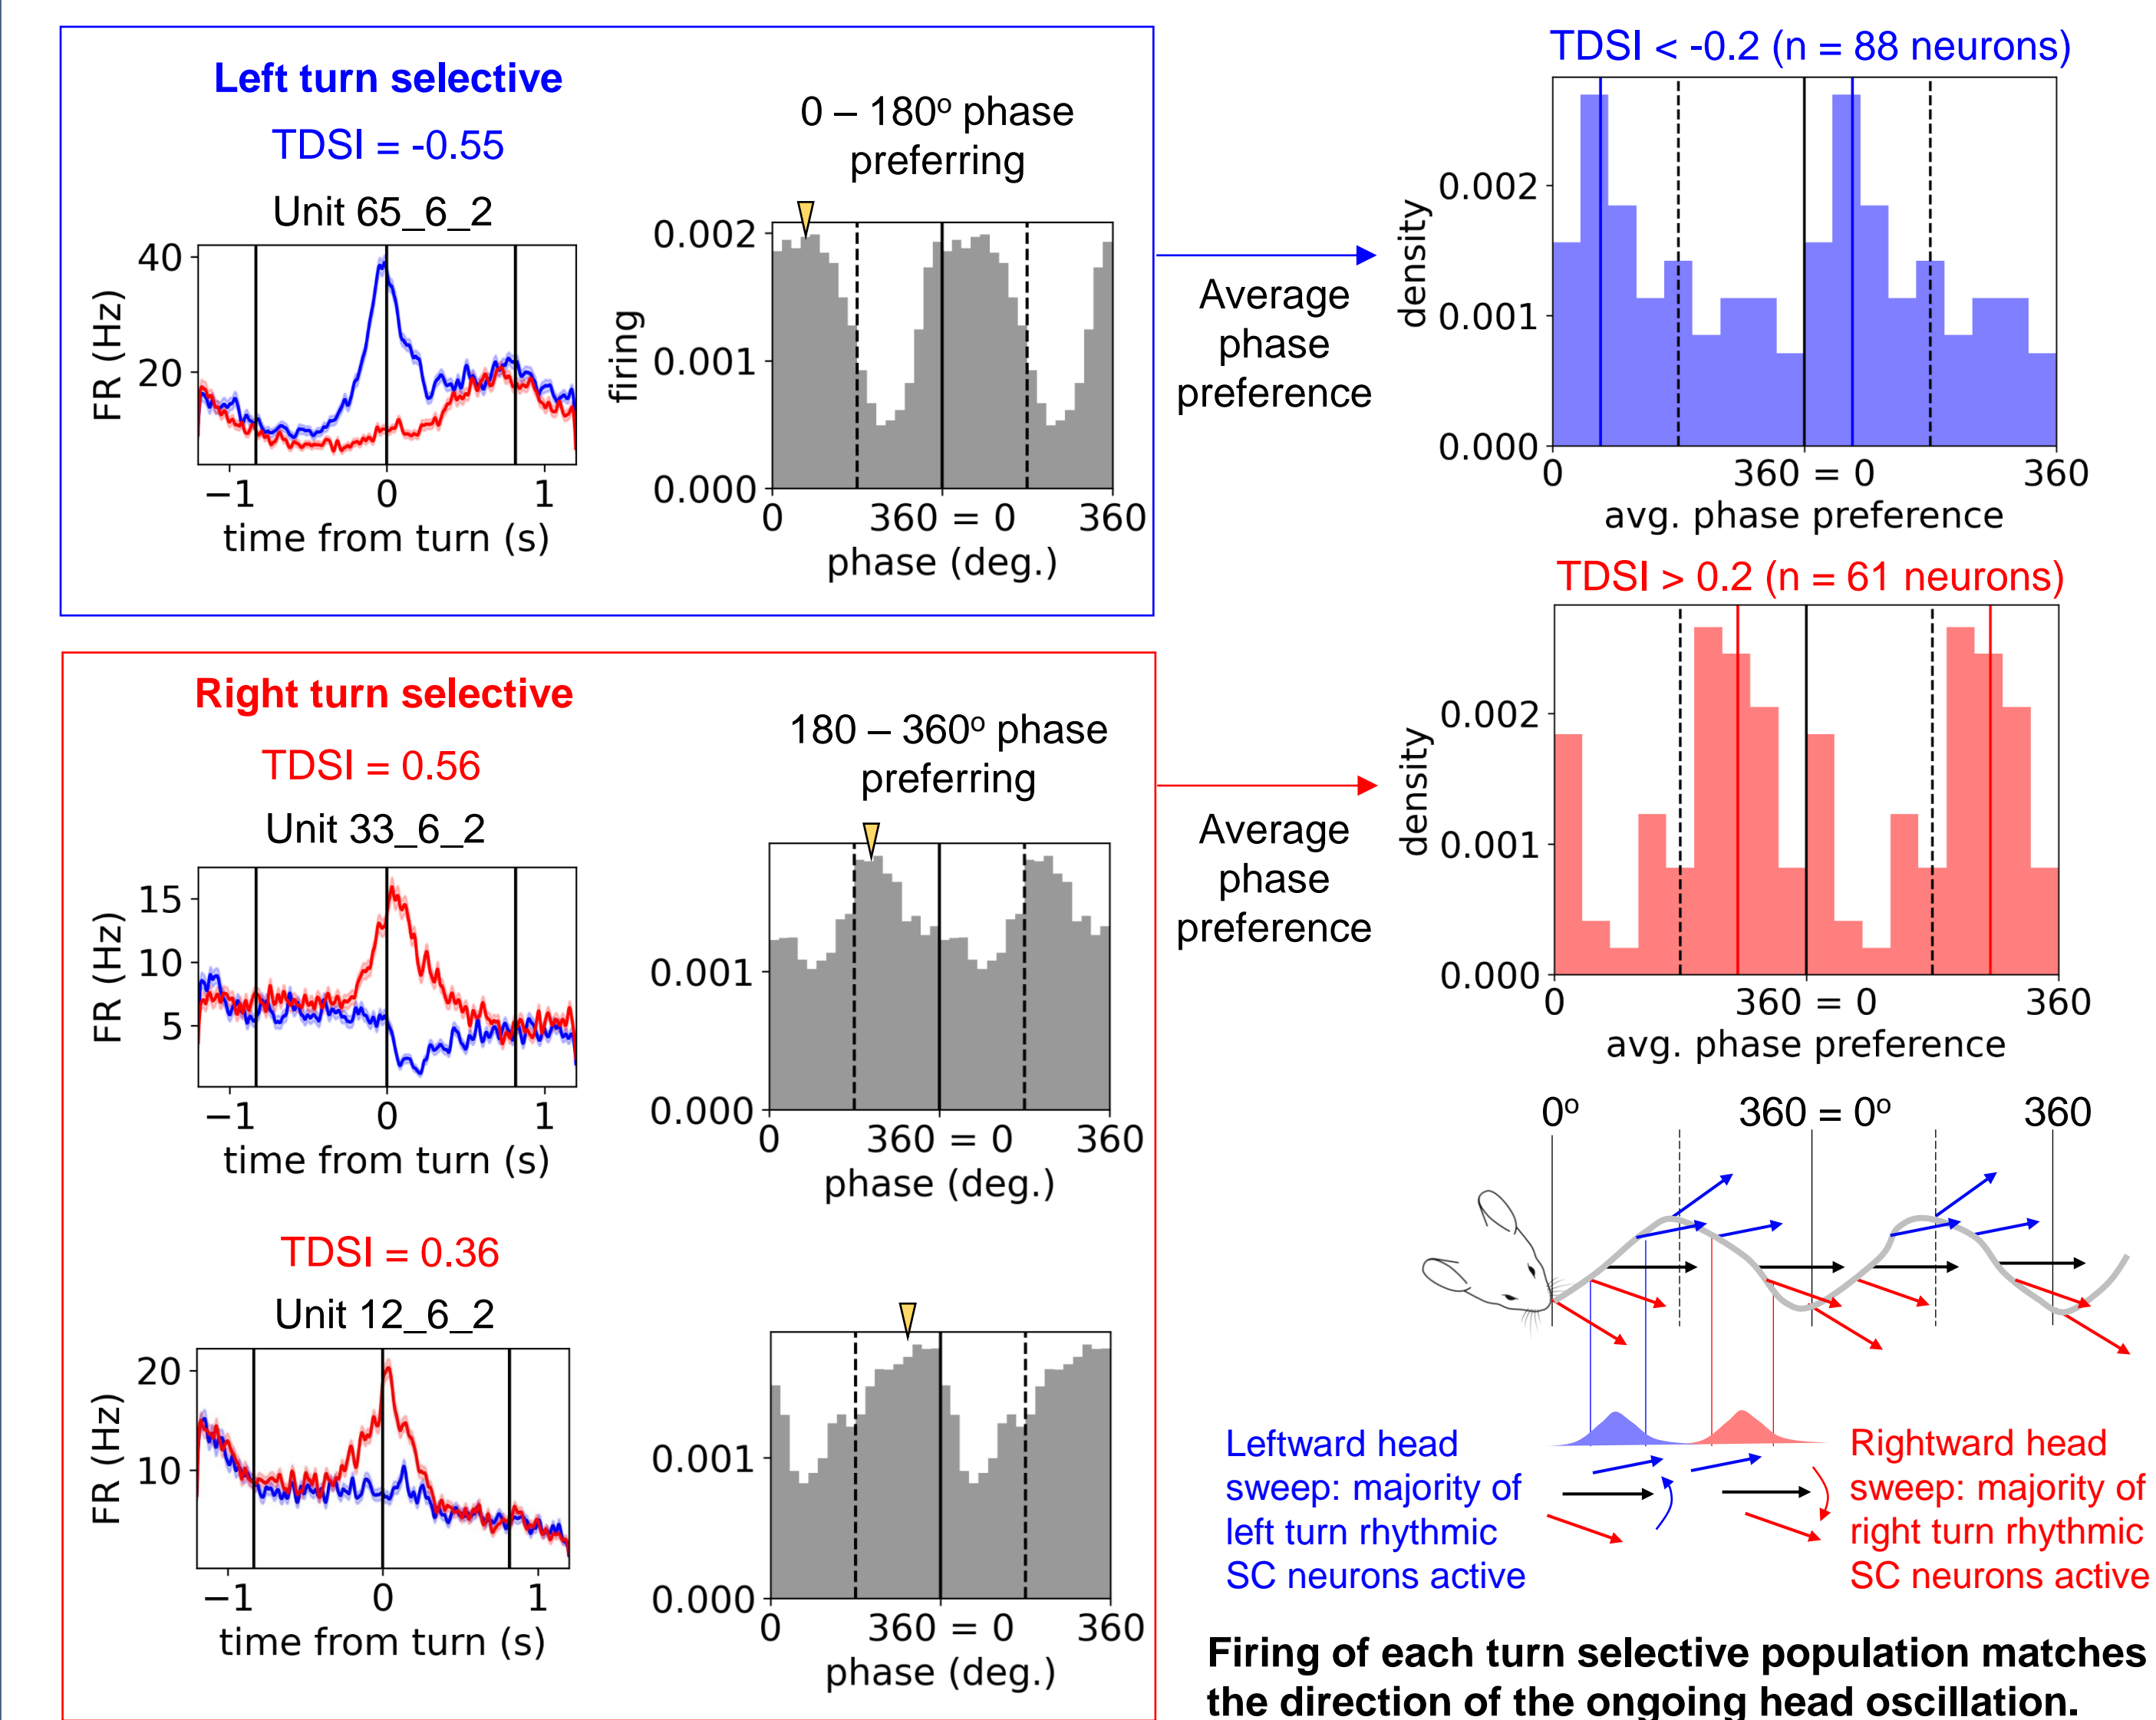 Left turn selective
TDSI = -0.55
Unit 65_6_2
40
20
FR (Hz)
−1
0
1
time from turn (s)
0 – 180º phase
preferring
0.002
0.001
0.000
firing
0
360 = 0
360
phase (deg.)
Average
phase
preference
TDSI < -0.2 (n = 88 neurons)
0.002
0.001
0.000
density
0
360 = 0
360
avg. phase preference
Right turn selective
TDSI = 0.56
Unit 33_6_2
15
10
5
FR (Hz)
−1
0
1
time from turn (s)
180 – 360º phase
preferring
0.001
0.000
0
360 = 0
360
phase (deg.)
Average
phase
preference
TDSI > 0.2 (n = 61 neurons)
0.002
0.001
0.000
density
0
360 = 0
360
avg. phase preference
TDSI = 0.36
Unit 12_6_2
20
10
FR (Hz)
−1
0
1
time from turn (s)
0.001
0.000
0
360 = 0
360
phase (deg.)
0º
360 = 0º
360
Leftward head
sweep: majority of
left turn rhythmic
SC neurons active
Rightward head
sweep: majority of
right turn rhythmic
SC neurons active
Firing of each turn selective population matches
the direction of the ongoing head oscillation.